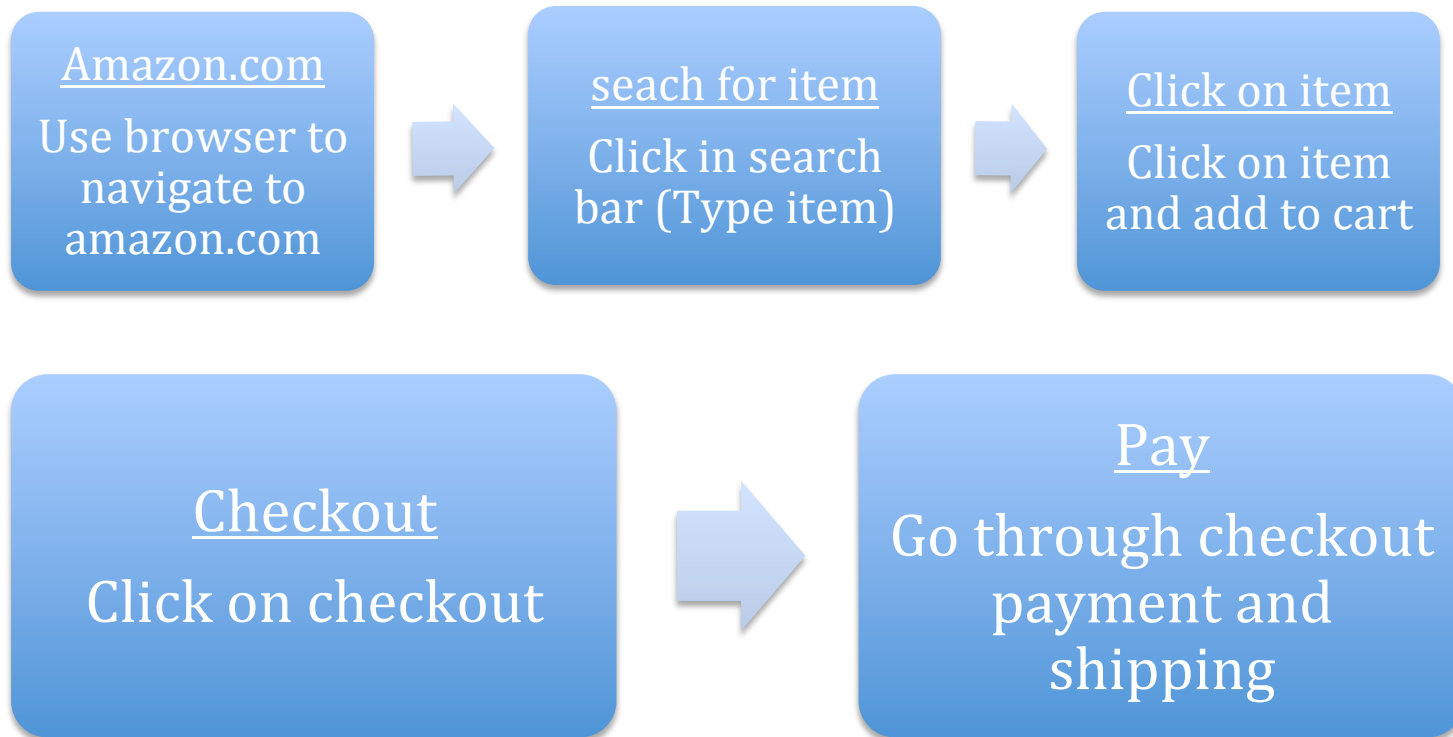 Amazon.com
Use browser to
navigate to
amazon.com
seach for item
Click in search
bar (Type item)
Click on item
Click on item
and add to cart
Checkout
Click on checkout
Pay
Go through checkout
payment and
shipping